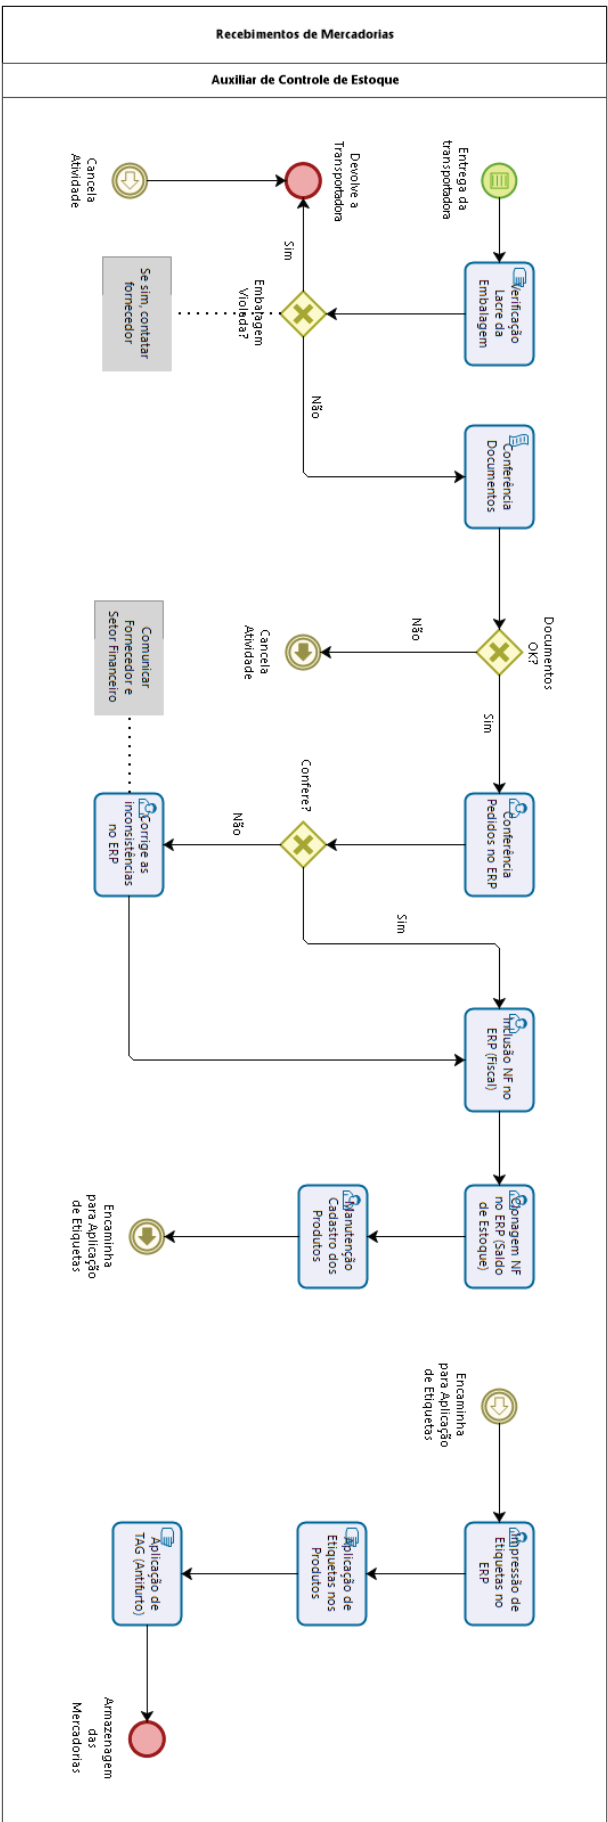 Recebimentos de Mercadorias
Auxiliar de Controle de Estoque
Entrega da
transportadora
Verificação
Lacre da
Embalagem
Embalagem
Violada?
Sim
Devolve a
Transportadora
Cancela
Atividade
Se sim, contatar
fornecedor
Não
Conferência
Documentos
Documentos
OK?
Não
Cancela
Atividade
Sim
Conferência
Pedidos no ERP
Confere?
Não
Corrige as
inconsistências
no ERP
Comunicar
Fornecedor e
Setor Financeiro
Sim
Inclusão NF no
ERP (Fiscal)
Clonagem NF
no ERP (Saldo
de Estoque)
Manutenção
Cadastro dos
Produtos
Encaminha
para Aplicação
de Etiquetas
Encaminha
para Aplicação
de Etiquetas
Impressão de
Etiquetas no
ERP
Aplicação de
Etiquetas nos
Produtos
Aplicação de
TAG (Antifurto)
Armazenagem
das
Mercadorias